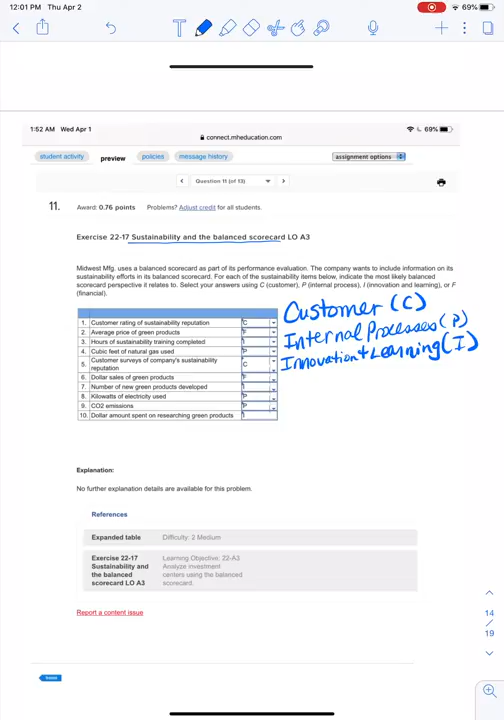 12:01 PM Thu Apr 2
69%
1:52 AM Wed Apr 1
69%
connect.mheducation.com
student activity preview policies message history assignment options
Question 11 (of 13)
11. Award: 0.76 points Problems? Adjust credit for all students.
Exercise 22-17 Sustainability and the balanced scorecard LO A3
Midwest Mfg. uses a balanced scorecard as part of its performance evaluation. The company wants to include information on its
sustainability efforts in its balanced scorecard. For each of the sustainability items below, indicate the most likely balanced
scorecard perspective it relates to. Select your answers using C (customer), P (internal process), I (innovation and learning), or F
(financial).
Customer (C)
Internal Processes (P)
Innovation + Learning (I)
1. Customer rating of sustainability reputation C
2. Average price of green products F
3. Hours of sustainability training completed I
4. Cubic feet of natural gas used P
5. Customer surveys of company's sustainability
reputation C
6. Dollar sales of green products F
7. Number of new green products developed I
8. Kilowatts of electricity used P
9. CO2 emissions P
10. Dollar amount spent on researching green products I
Explanation:
No further explanation details are available for this problem.
References
Expanded table Difficulty: 2 Medium
Exercise 22-17 Learning Objective: 22-A3
Sustainability and Analyze investment
the balanced centers using the balanced
scorecard LO A3 scorecard.
Report a content issue
14
/
19